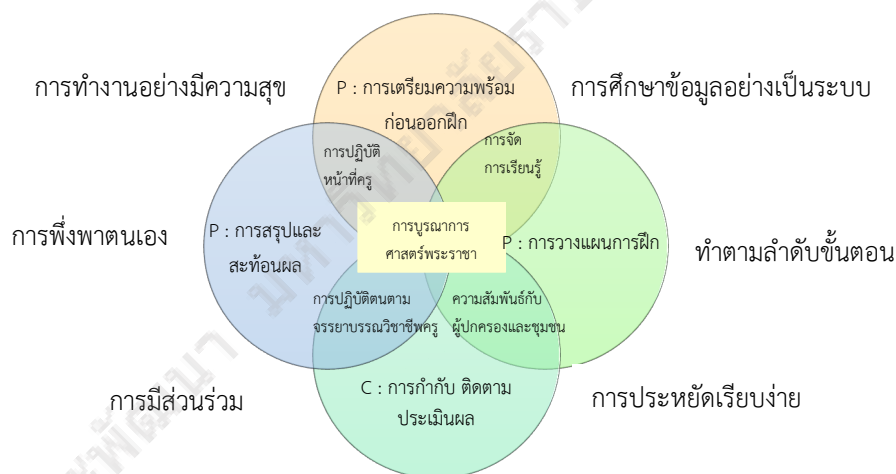 การทำงานอย่างมีความสุข
P : การเตรียมความพร้อม
ก่อนออกฝึก
การศึกษาข้อมูลอย่างเป็นระบบ
การปฏิบัติ
หน้าที่ครู
การจัด
การเรียนรู้
การพึ่งพาตนเอง
P : การสรุปและ
สะท้อนผล
การบูรณาการ
ศาสตร์พระราชา
P : การวางแผนการฝึก
ทำตามลำดับขั้นตอน
การปฏิบัติตนตาม
จรรยาบรรณวิชาชีพครู
ความสัมพันธ์กับ
ผู้ปกครองและชุมชน
การมีส่วนร่วม
C : การกำกับ ติดตาม
ประเมินผล
การประหยัดเรียบง่าย